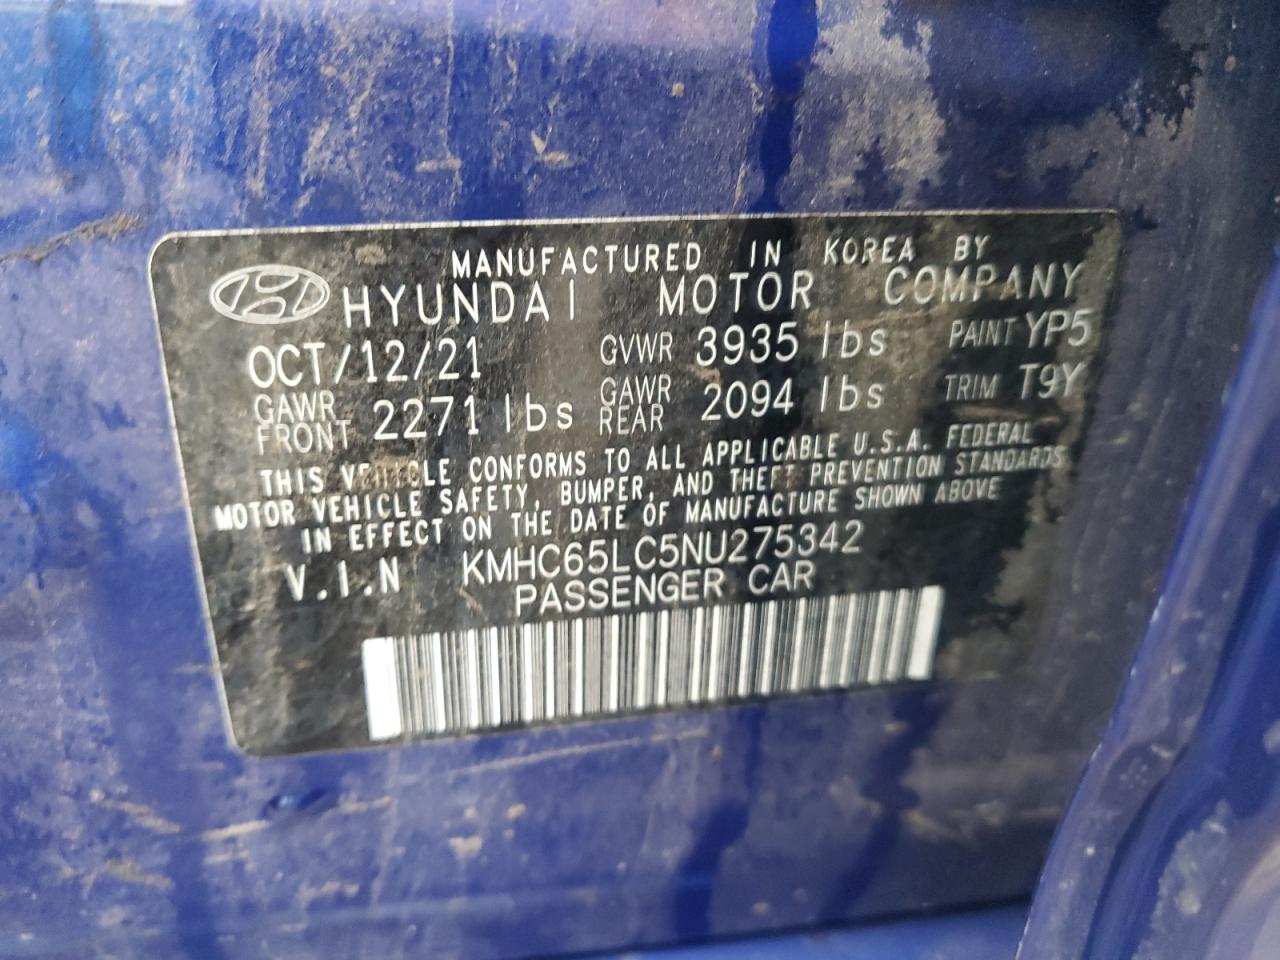 MANUFACTURED IN KOREA BY
HYUNDAI MOTOR COMPANY
OCT/12/21 GVWR 3935 lbs PAINT YP5
GAWR FRONT 2271 lbs GAWR REAR 2094 lbs TRIM T9Y
THIS VEHICLE CONFORMS TO ALL APPLICABLE U.S.A. FEDERAL
MOTOR VEHICLE SAFETY, BUMPER, AND THEFT PREVENTION STANDARDS
IN EFFECT ON THE DATE OF MANUFACTURE SHOWN ABOVE
V.I.N KMHC65LC5NU275342
PASSENGER CAR